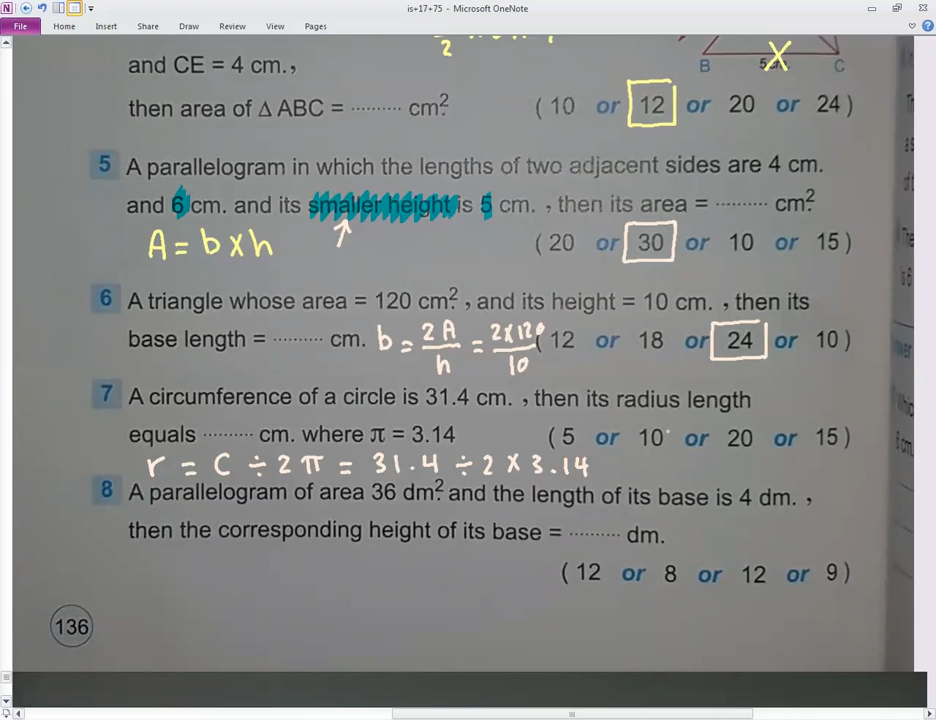 is+17+75 - Microsoft OneNote
File Home Insert Share Draw Review View Pages
2
and CE = 4 cm.,
B 5 C
X
then area of Δ ABC = ········· cm² ( 10 or 12 or 20 or 24 )
5 A parallelogram in which the lengths of two adjacent sides are 4 cm.
and 6 cm. and its smaller height is 5 cm. , then its area = ········· cm²
A = b x h
( 20 or 30 or 10 or 15 )
6 A triangle whose area = 120 cm², and its height = 10 cm. , then its
base length = ········· cm. b = 2A/h = 2x120/10 ( 12 or 18 or 24 or 10 )
7 A circumference of a circle is 31.4 cm. , then its radius length
equals ········· cm. where π = 3.14 ( 5 or 10 or 20 or 15 )
r = C ÷ 2 π = 31.4 ÷ 2 x 3.14
8 A parallelogram of area 36 dm². and the length of its base is 4 dm. ,
then the corresponding height of its base = ········· dm.
( 12 or 8 or 12 or 9 )
136